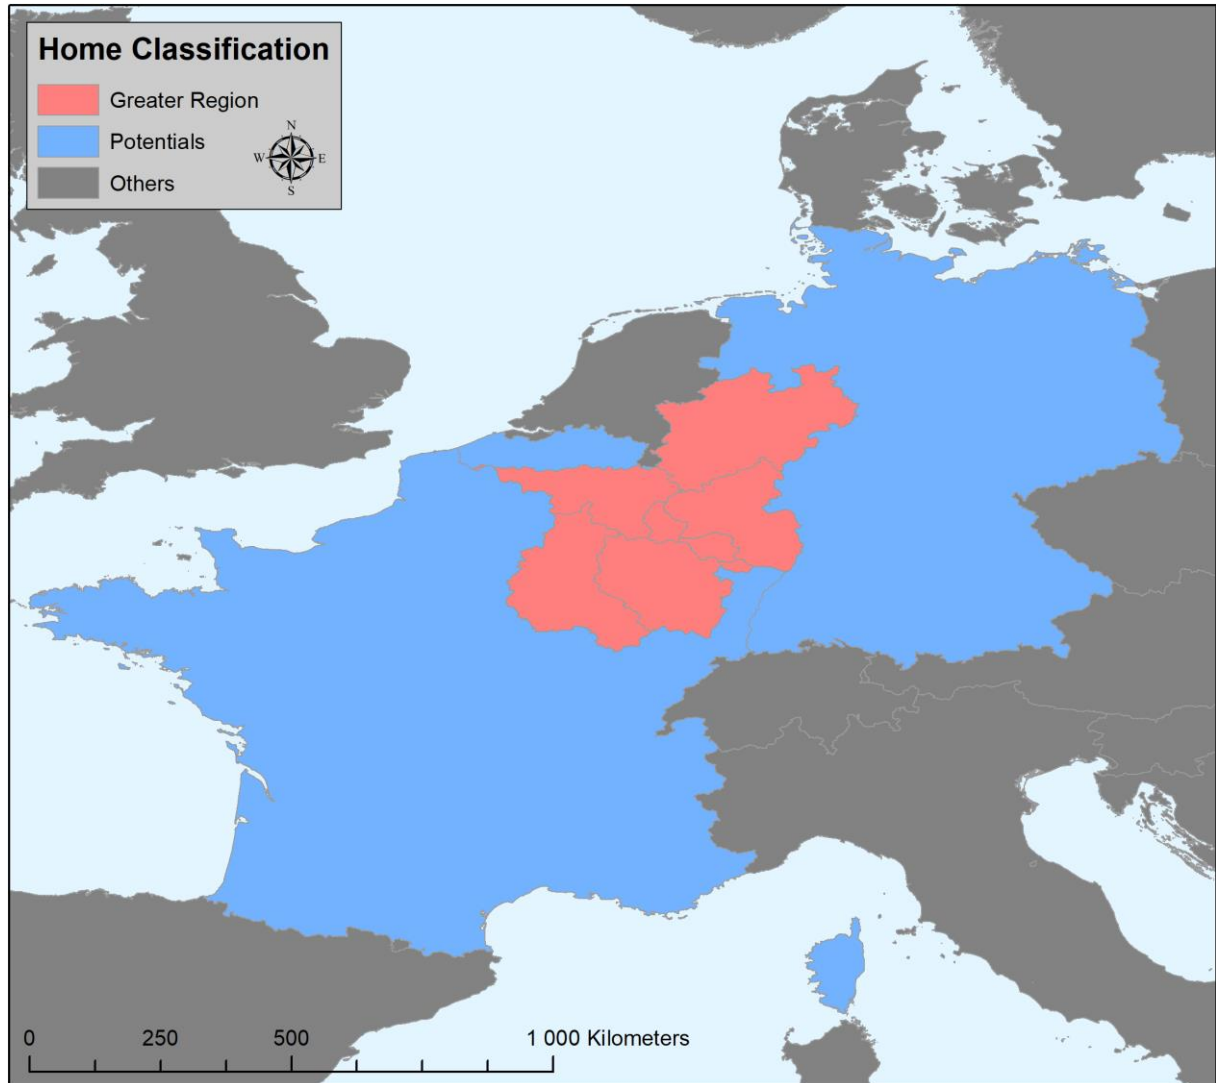 Home Classification
Greater Region
Potentials
Others
N
W E
S
0 250 500 1 000 Kilometers